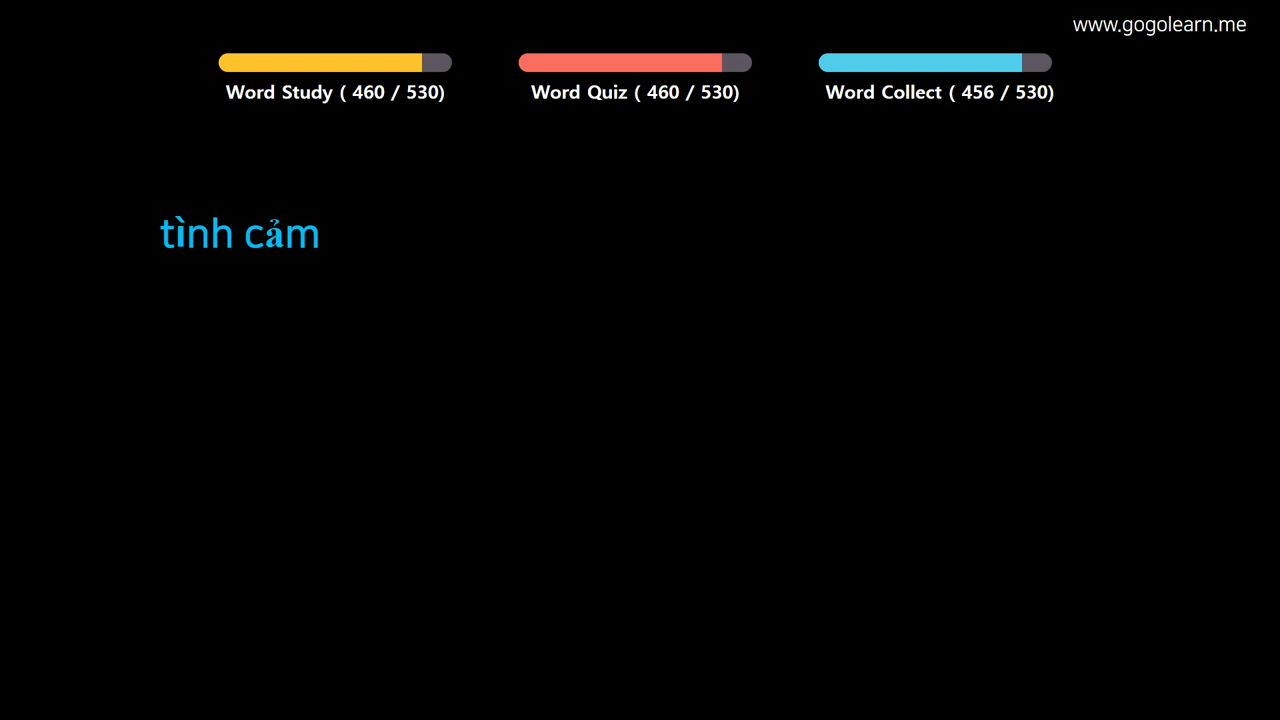 www.gogolearn.me
Word Study ( 460 / 530)
Word Quiz ( 460 / 530)
Word Collect ( 456 / 530)
tình cảm